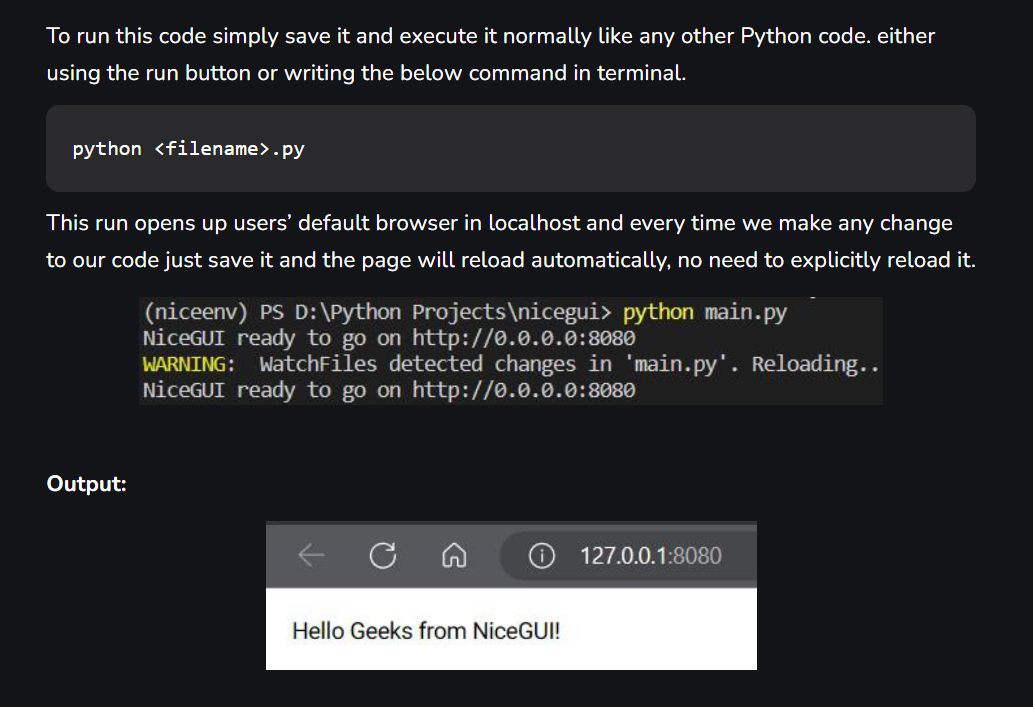 To run this code simply save it and execute it normally like any other Python code. either
using the run button or writing the below command in terminal.
python <filename>.py
This run opens up users’ default browser in localhost and every time we make any change
to our code just save it and the page will reload automatically, no need to explicitly reload it.
(niceenv) PS D:\Python Projects\nicegui> python main.py
NiceGUI ready to go on http://0.0.0.0:8080
WARNING:  WatchFiles detected changes in 'main.py'. Reloading..
NiceGUI ready to go on http://0.0.0.0:8080
Output:
127.0.0.1:8080
Hello Geeks from NiceGUI!